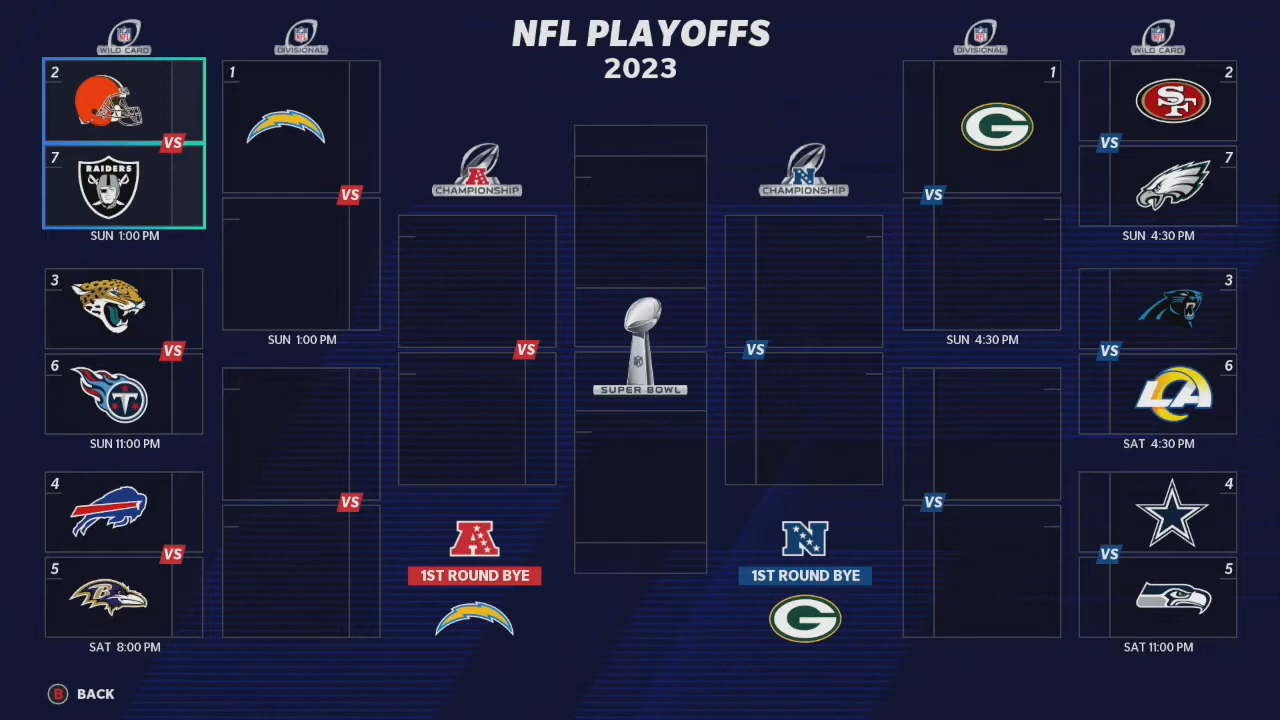 NFL PLAYOFFS
2023
WILD CARD
DIVISIONAL
DIVISIONAL
WILD CARD
2
VS
7
RAIDERS
SUN 1:00 PM
3
VS
6
T
SUN 11:00 PM
4
VS
5
B
SAT 8:00 PM
1
VS
SUN 1:00 PM
VS
A
CHAMPIONSHIP
VS
A
1ST ROUND BYE
NFL
SUPER BOWL
N
CHAMPIONSHIP
VS
N
1ST ROUND BYE
G
1
G
VS
SUN 4:30 PM
VS
2
SF
VS
7
SUN 4:30 PM
3
VS
6
LA
SAT 4:30 PM
4
VS
5
SAT 11:00 PM
B BACK